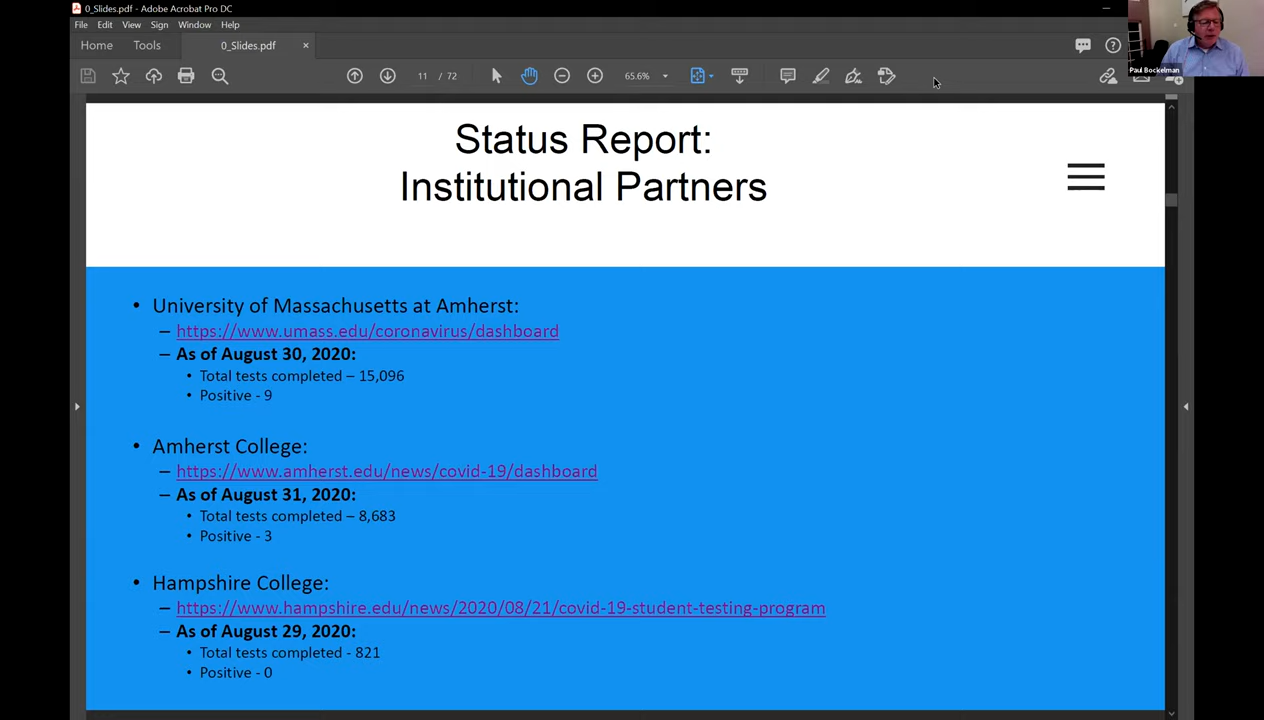 0_Slides.pdf - Adobe Acrobat Pro DC
File Edit View Sign Window Help
Home Tools 0_Slides.pdf ×
11 / 72 65.6%
Paul Bockelman
Status Report:
Institutional Partners
• University of Massachusetts at Amherst:
– https://www.umass.edu/coronavirus/dashboard
– As of August 30, 2020:
• Total tests completed – 15,096
• Positive - 9
• Amherst College:
– https://www.amherst.edu/news/covid-19/dashboard
– As of August 31, 2020:
• Total tests completed – 8,683
• Positive - 3
• Hampshire College:
– https://www.hampshire.edu/news/2020/08/21/covid-19-student-testing-program
– As of August 29, 2020:
• Total tests completed - 821
• Positive - 0